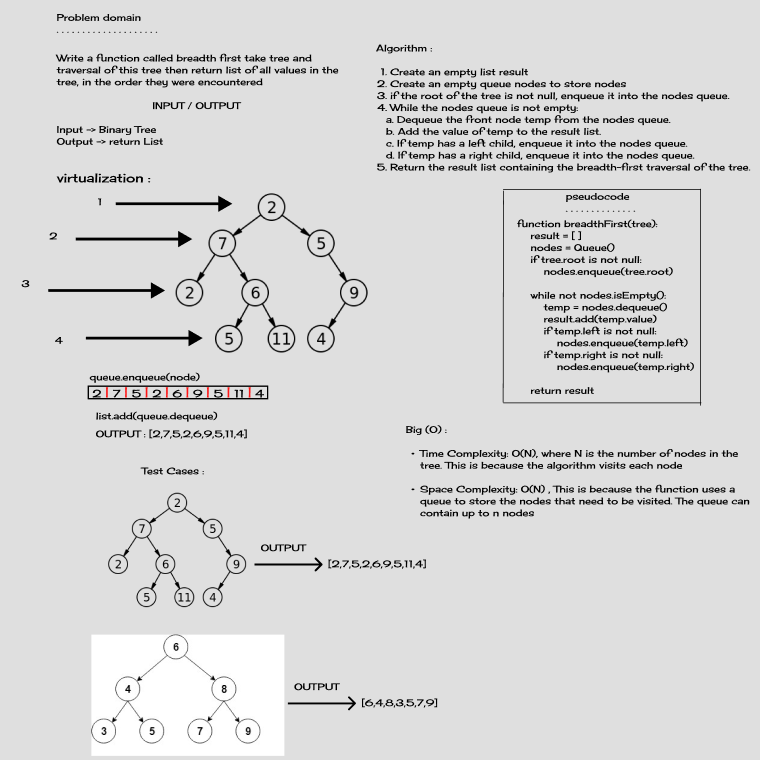 Problem domain
. . . . . . . . . . . . . . . . . . . .
Write a function called breadth first take tree and
traversal of this tree then return list of all values in the
tree, in the order they were encountered
INPUT / OUTPUT
Input -> Binary Tree
Output -> return List
virtualization :
1
2
3
4
2
7
5
2
6
9
5
11
4
queue.enqueue(node)
2 7 5 2 6 9 5 11 4
list.add(queue.dequeue)
OUTPUT : [2,7,5,2,6,9,5,11,4]
Test Cases :
2
7
5
2
6
9
5
11
4
OUTPUT
[2,7,5,2,6,9,5,11,4]
6
4
8
3
5
7
9
OUTPUT
[6,4,8,3,5,7,9]
Algorithm :
1. Create an empty list result
2. Create an empty queue nodes to store nodes
3. if the root of the tree is not null, enqueue it into the nodes queue.
4. While the nodes queue is not empty:
a. Dequeue the front node temp from the nodes queue.
b. Add the value of temp to the result list.
c. If temp has a left child, enqueue it into the nodes queue.
d. If temp has a right child, enqueue it into the nodes queue.
5. Return the result list containing the breadth-first traversal of the tree.
pseudocode
. . . . . . . . . . . . . .
function breadthFirst(tree):
result = [ ]
nodes = Queue()
if tree.root is not null:
nodes.enqueue(tree.root)
while not nodes.isEmpty():
temp = nodes.dequeue()
result.add(temp.value)
if temp.left is not null:
nodes.enqueue(temp.left)
if temp.right is not null:
nodes.enqueue(temp.right)
return result
Big (O) :
- Time Complexity: O(N), where N is the number of nodes in the
tree. This is because the algorithm visits each node
- Space Complexity: O(N) , This is because the function uses a
queue to store the nodes that need to be visited. The queue can
contain up to n nodes